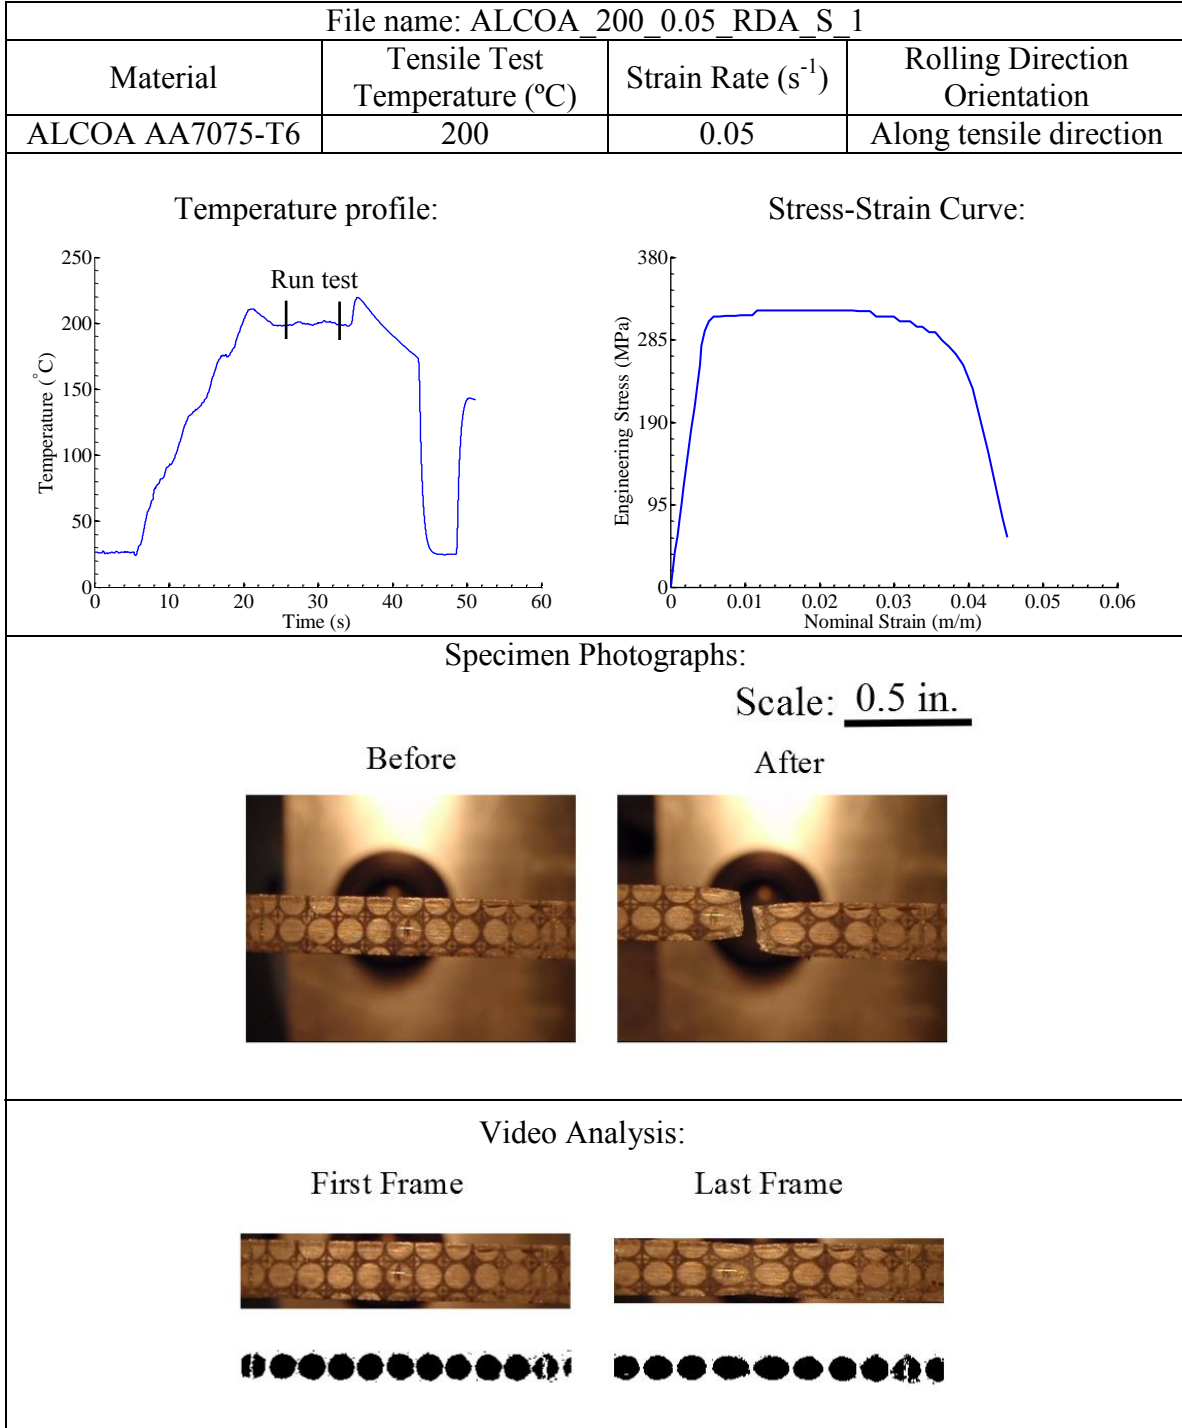 File name: ALCOA_200_0.05_RDA_S_1
Material
Tensile Test
Temperature (ºC)
Strain Rate (s-1)
Rolling Direction
Orientation
ALCOA AA7075-T6
200
0.05
Along tensile direction
Temperature profile:
Stress-Strain Curve:
250
200
150
100
50
0
Temperature (°C)
Run test
0 10 20 30 40 50 60
Time (s)
380
285
190
95
0
Engineering Stress (MPa)
0 0.01 0.02 0.03 0.04 0.05 0.06
Nominal Strain (m/m)
Specimen Photographs:
Scale: 0.5 in.
Before
After
Video Analysis:
First Frame
Last Frame